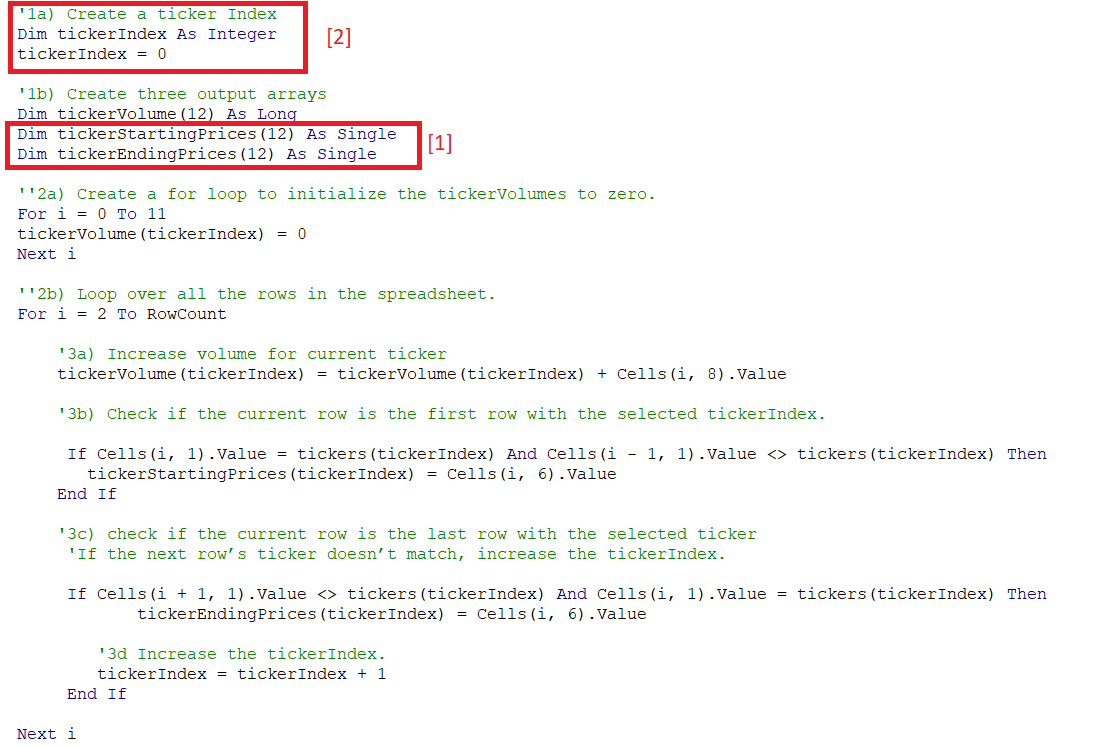 '1a) Create a ticker Index
Dim tickerIndex As Integer
tickerIndex = 0
[2]
'1b) Create three output arrays
Dim tickerVolume(12) As Long
Dim tickerStartingPrices(12) As Single
Dim tickerEndingPrices(12) As Single
[1]
''2a) Create a for loop to initialize the tickerVolumes to zero.
For i = 0 To 11
tickerVolume(tickerIndex) = 0
Next i
''2b) Loop over all the rows in the spreadsheet.
For i = 2 To RowCount
'3a) Increase volume for current ticker
tickerVolume(tickerIndex) = tickerVolume(tickerIndex) + Cells(i, 8).Value
'3b) Check if the current row is the first row with the selected tickerIndex.
If Cells(i, 1).Value = tickers(tickerIndex) And Cells(i - 1, 1).Value <> tickers(tickerIndex) Then
tickerStartingPrices(tickerIndex) = Cells(i, 6).Value
End If
'3c) check if the current row is the last row with the selected ticker
'If the next row’s ticker doesn’t match, increase the tickerIndex.
If Cells(i + 1, 1).Value <> tickers(tickerIndex) And Cells(i, 1).Value = tickers(tickerIndex) Then
tickerEndingPrices(tickerIndex) = Cells(i, 6).Value
'3d Increase the tickerIndex.
tickerIndex = tickerIndex + 1
End If
Next i